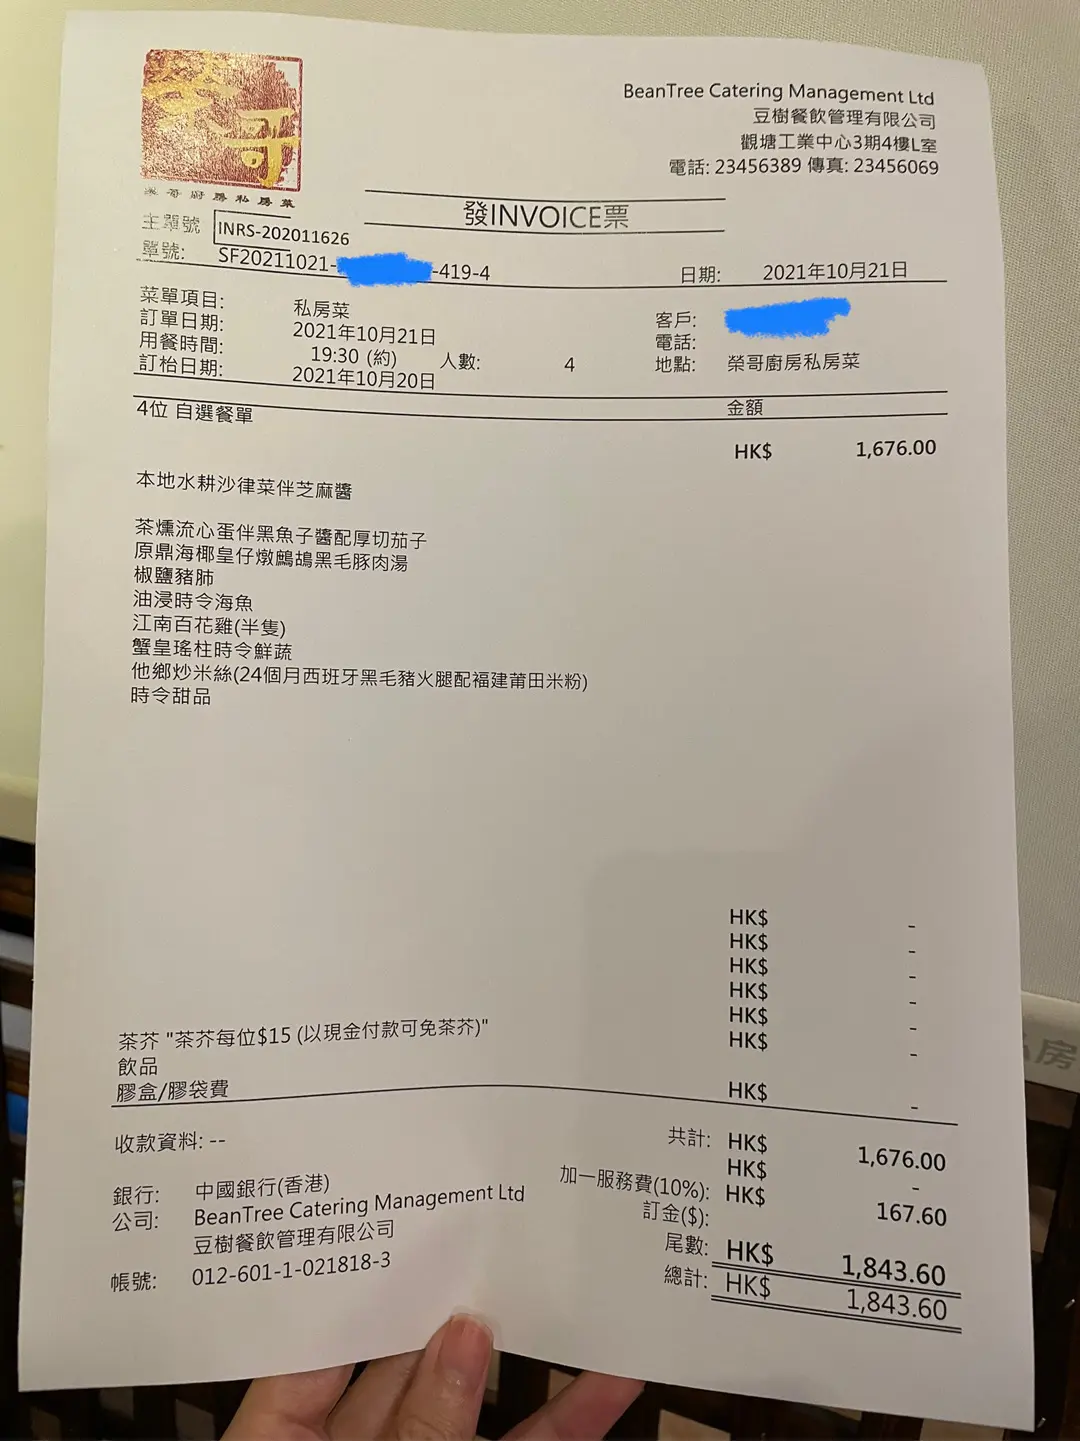 榮哥
榮哥廚房私房菜
BeanTree Catering Management Ltd
豆樹餐飲管理有限公司
觀塘工業中心3期4樓L室
電話: 23456389 傳真: 23456069
發INVOICE票
主單號 INRS-202011626
單號: SF20211021- -419-4
日期: 2021年10月21日
菜單項目: 私房菜
訂單日期: 2021年10月21日
用餐時間: 19:30 (約) 人數: 4
訂枱日期: 2021年10月20日
客戶:
電話:
地點: 榮哥廚房私房菜
4位 自選餐單 金額
HK$ 1,676.00
本地水耕沙律菜伴芝麻醬
茶燻流心蛋伴黑魚子醬配厚切茄子
原鼎海椰皇仔燉鷓鴣黑毛豚肉湯
椒鹽豬肺
油浸時令海魚
江南百花雞(半隻)
蟹皇瑤柱時令鮮蔬
他鄉炒米絲(24個月西班牙黑毛豬火腿配福建莆田米粉)
時令甜品
HK$ -
HK$ -
HK$ -
HK$ -
HK$ -
茶芥 "茶芥每位$15 (以現金付款可免茶芥)" HK$ -
飲品
膠盒/膠袋費 HK$ -
收款資料: --
銀行: 中國銀行(香港)
公司: BeanTree Catering Management Ltd
豆樹餐飲管理有限公司
帳號: 012-601-1-021818-3
共計: HK$ 1,676.00
HK$ -
加一服務費(10%): HK$ 167.60
訂金($):
尾數: HK$ 1,843.60
總計: HK$ 1,843.60
房